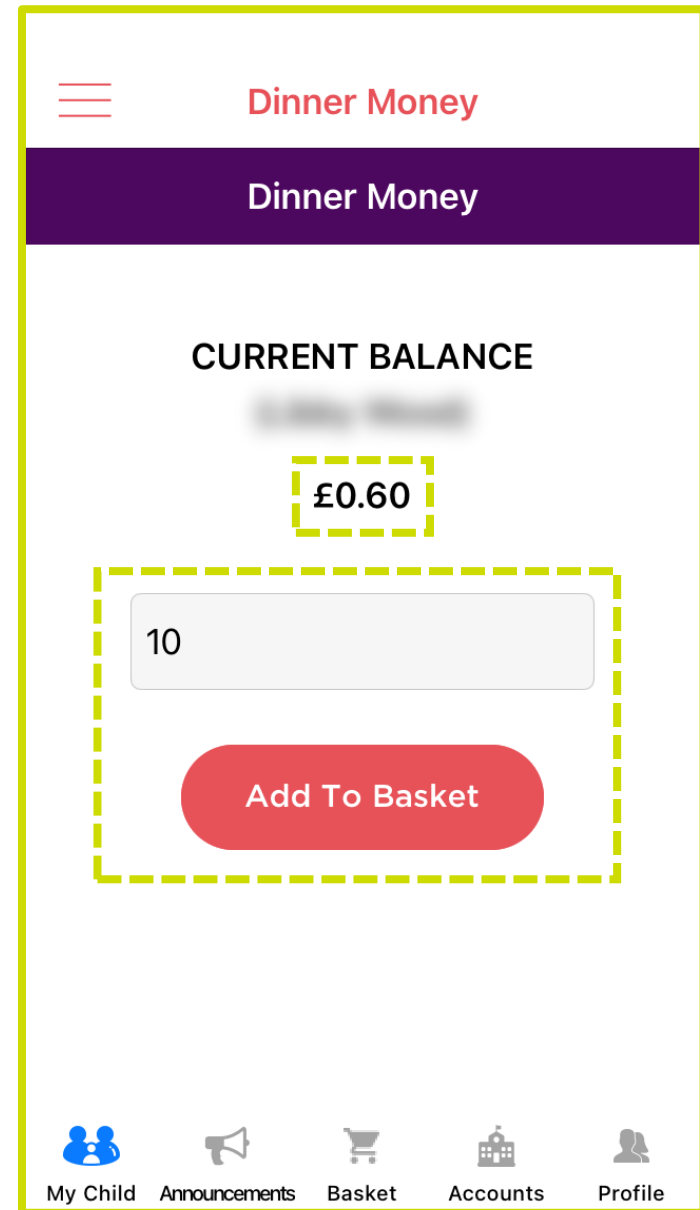 Dinner Money
Dinner Money
CURRENT BALANCE
£0.60
10
Add To Basket
My Child Announcements Basket Accounts Profile